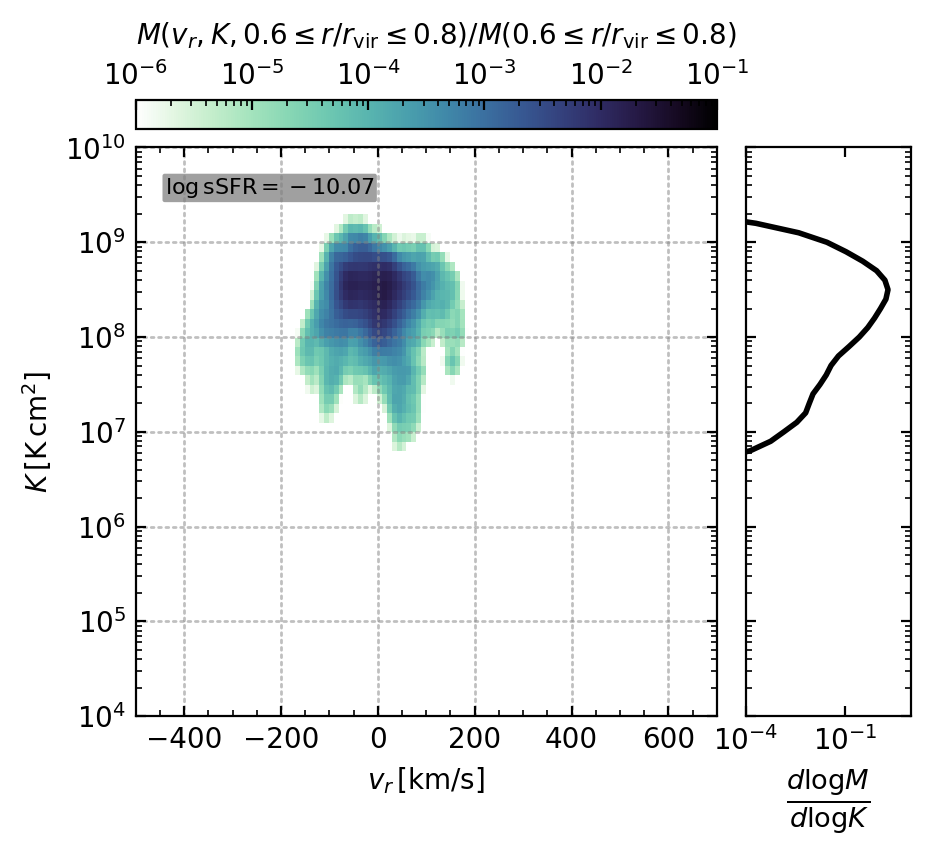 M(v_r, K, 0.6 ≤ r/r_vir ≤ 0.8)/M(0.6 ≤ r/r_vir ≤ 0.8)
10^−6 10^−5 10^−4 10^−3 10^−2 10^−1
log sSFR = −10.07
10^10
10^9
10^8
10^7
10^6
10^5
10^4
K [K cm^2]
−400 −200 0 200 400 600
v_r [km/s]
10^−4 10^−1
dlogM
dlogK